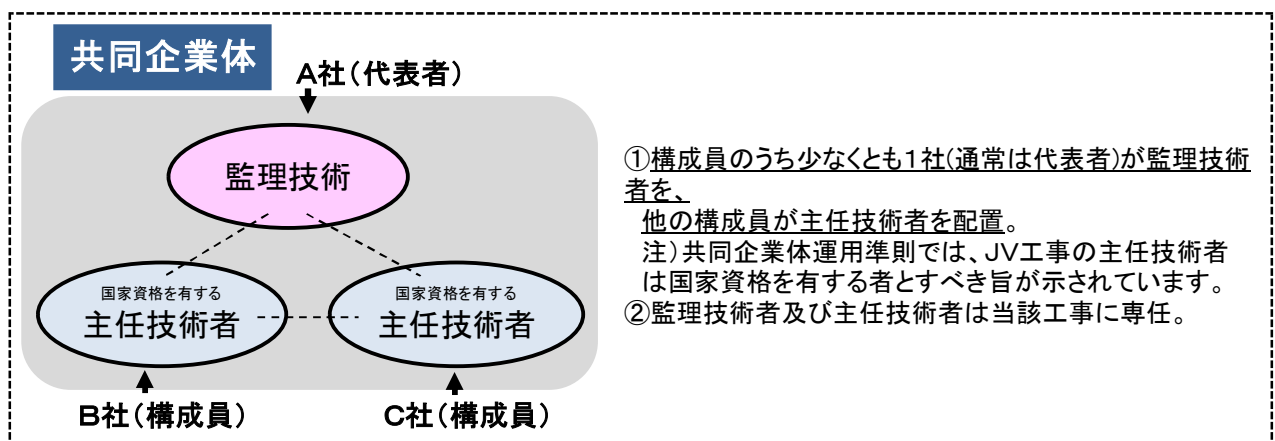 共同企業体
A社(代表者)
監理技術
国家資格を有する
主任技術者
国家資格を有する
主任技術者
B社(構成員)
C社(構成員)
①構成員のうち少なくとも1社(通常は代表者)が監理技術
者を、
他の構成員が主任技術者を配置。
注)共同企業体運用準則では、JV工事の主任技術者
は国家資格を有する者とすべき旨が示されています。
②監理技術者及び主任技術者は当該工事に専任。